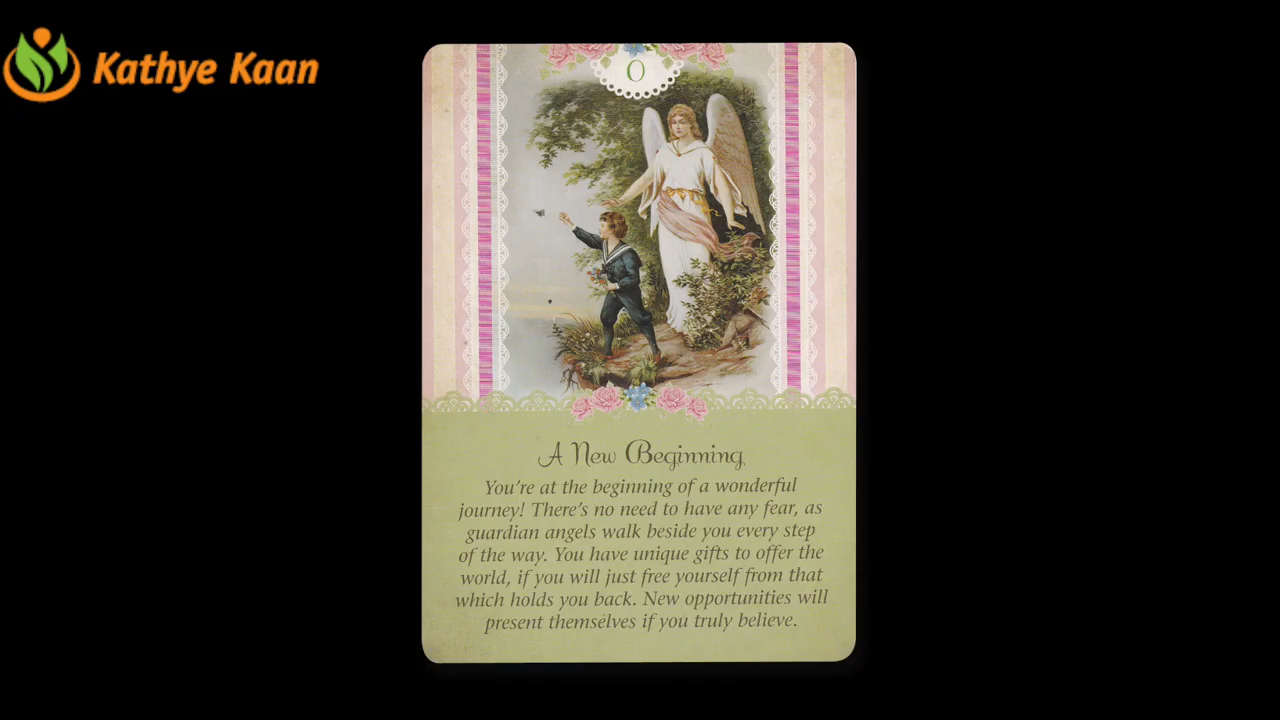 Kathye Kaan
0
A New Beginning
You're at the beginning of a wonderful
journey! There's no need to have any fear, as
guardian angels walk beside you every step
of the way. You have unique gifts to offer the
world, if you will just free yourself from that
which holds you back. New opportunities will
present themselves if you truly believe.